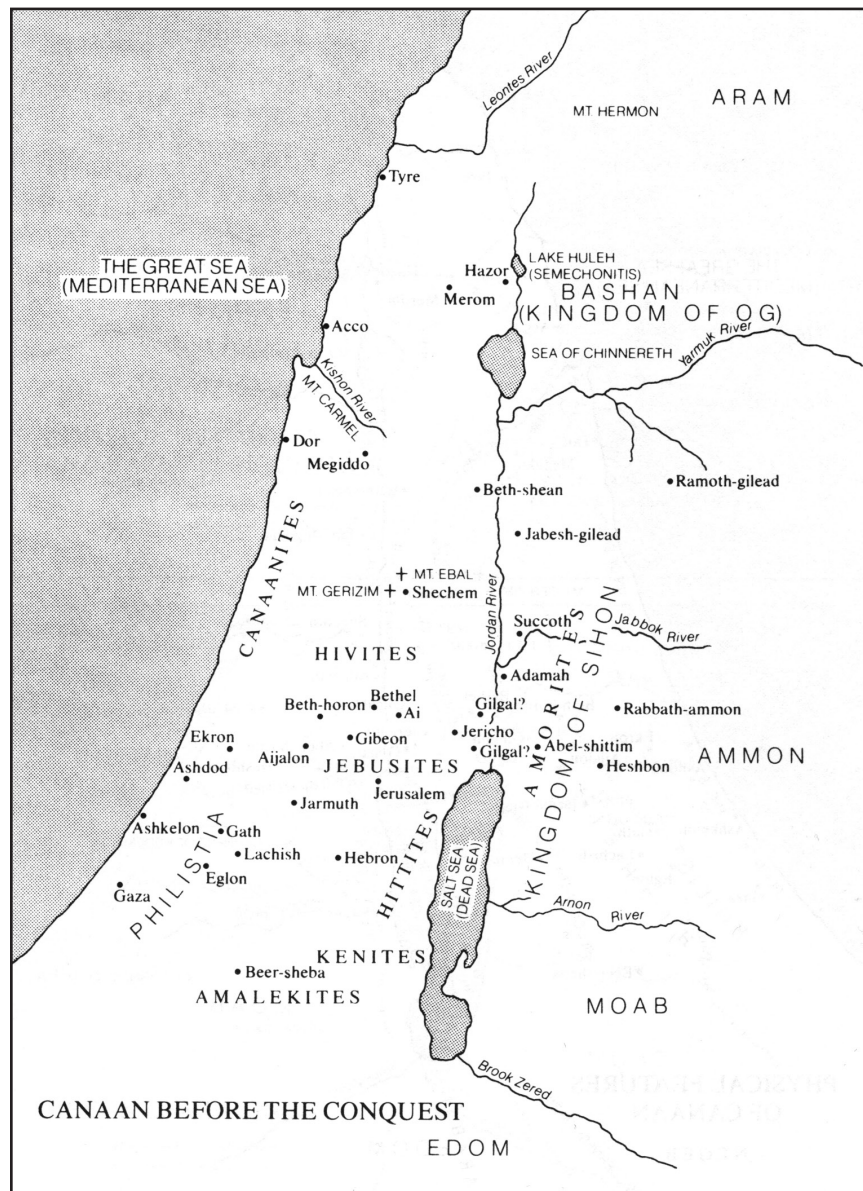 Leontes River
ARAM
MT. HERMON
Tyre
THE GREAT SEA
(MEDITERRANEAN SEA)
LAKE HULEH
(SEMECHONITIS)
Hazor
Merom
BASHAN
(KINGDOM OF OG)
Acco
SEA OF CHINNERETH
Yarmuk River
Kishon River
MT. CARMEL
Dor
Megiddo
Beth-shean
Ramoth-gilead
Jabesh-gilead
CANAANITES
MT. EBAL
MT. GERIZIM
Shechem
Jordan River
Succoth
Jabbok River
AMORITES
KINGDOM OF SIHON
HIVITES
Adamah
Bethel
Beth-horon
Ai
Gilgal?
Rabbath-ammon
Ekron
Aijalon
Gibeon
Jericho
Gilgal?
Abel-shittim
AMMON
Heshbon
JEBUSITES
Ashdod
Jerusalem
Jarmuth
Ashkelon
Gath
Lachish
Hebron
Eglon
Gaza
PHILISTIA
HITTITES
SALT SEA
(DEAD SEA)
Arnon River
KENITES
Beer-sheba
AMALEKITES
MOAB
Brook Zered
CANAAN BEFORE THE CONQUEST
EDOM